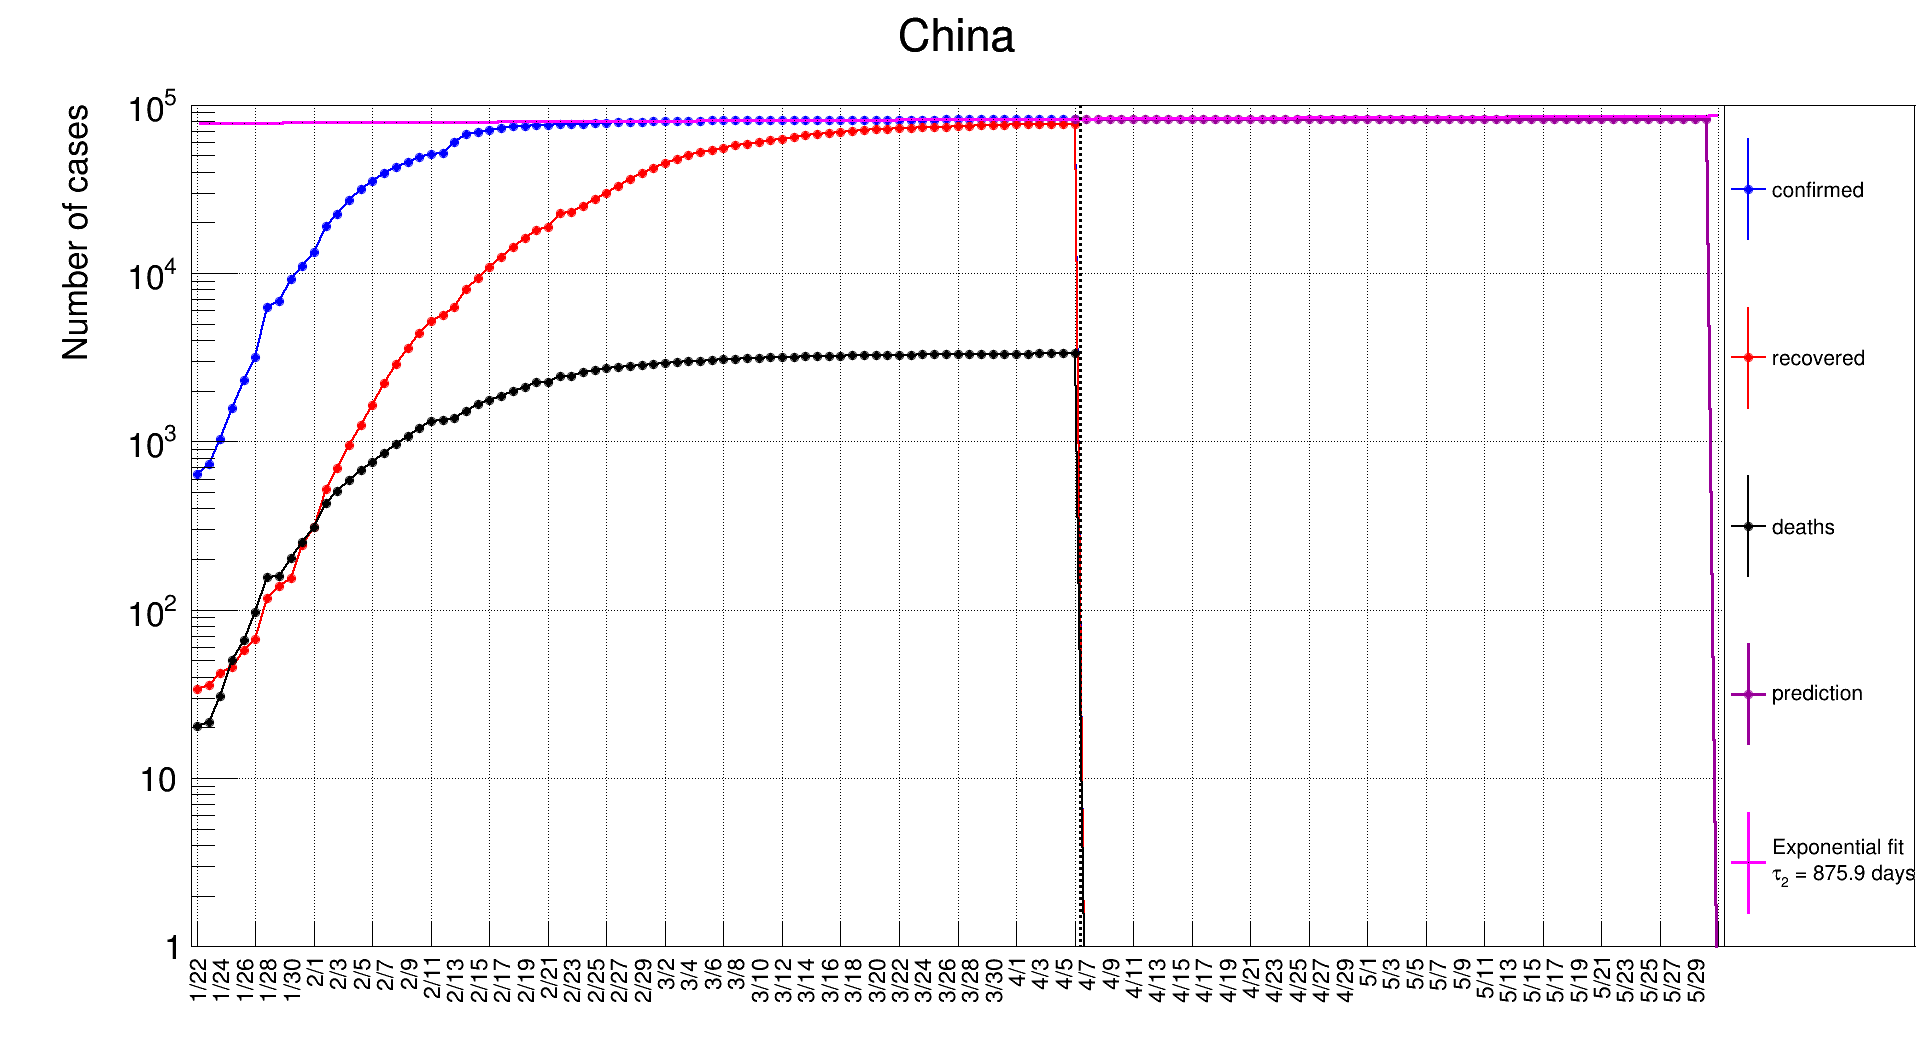 China
Number of cases
10^5
10^4
10^3
10^2
10
1
1/22 1/24 1/26 1/28 1/30 2/1 2/3 2/5 2/7 2/9 2/11 2/13 2/15 2/17 2/19 2/21 2/23 2/25 2/27 2/29 3/2 3/4 3/6 3/8 3/10 3/12 3/14 3/16 3/18 3/20 3/22 3/24 3/26 3/28 3/30 4/1 4/3 4/5 4/7 4/9 4/11 4/13 4/15 4/17 4/19 4/21 4/23 4/25 4/27 4/29 5/1 5/3 5/5 5/7 5/9 5/11 5/13 5/15 5/17 5/19 5/21 5/23 5/25 5/27 5/29
confirmed
recovered
deaths
prediction
Exponential fit
τ₂ = 875.9 days